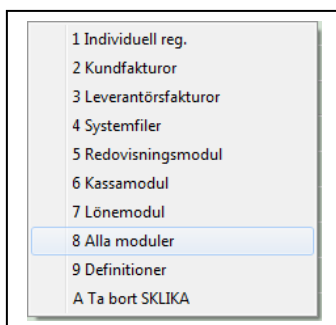 1 Individuell reg.
2 Kundfakturor
3 Leverantörsfakturor
4 Systemfiler
5 Redovisningsmodul
6 Kassamodul
7 Lönemodul
8 Alla moduler
9 Definitioner
A Ta bort SKLIKA